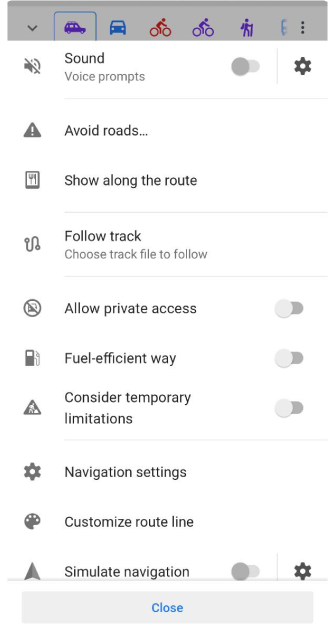 Sound
Voice prompts
Avoid roads…
Show along the route
Follow track
Choose track file to follow
Allow private access
Fuel-efficient way
Consider temporary
limitations
Navigation settings
Customize route line
Simulate navigation
Close